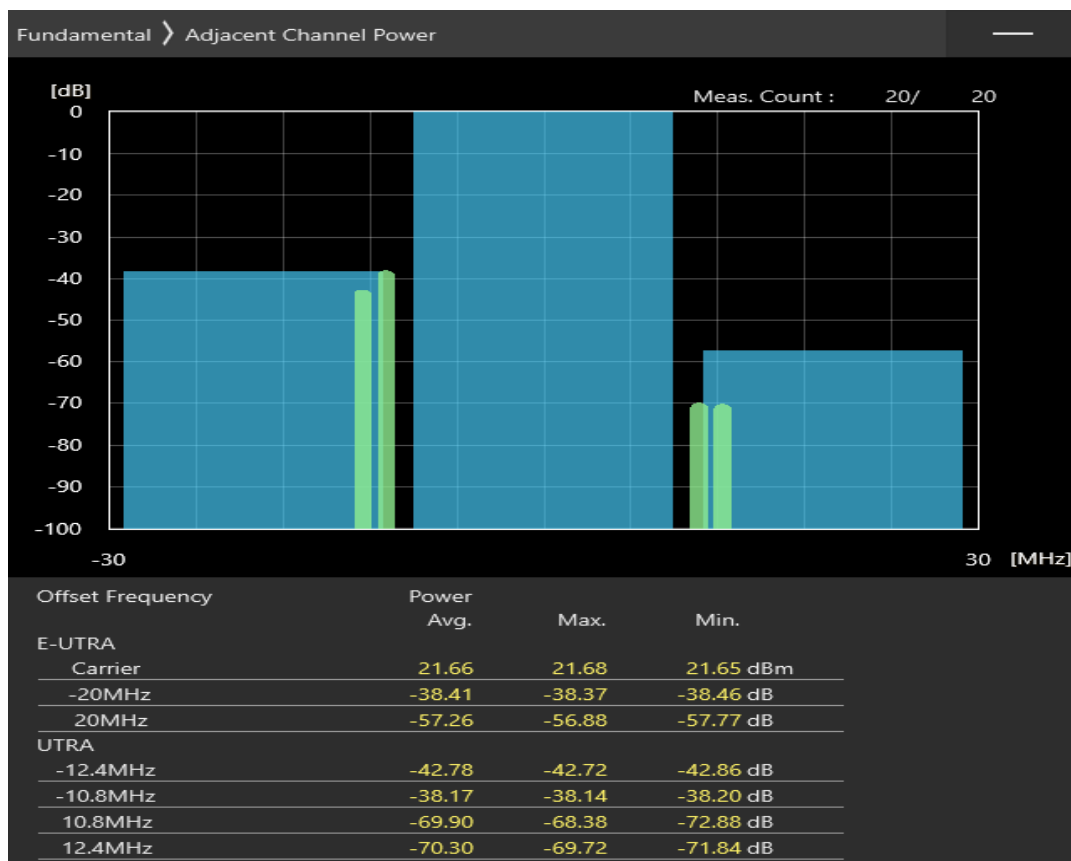 Fundamental ❯ Adjacent Channel Power
[dB]
Meas. Count : 20/ 20
0
-10
-20
-30
-40
-50
-60
-70
-80
-90
-100
-30 30 [MHz]
Offset Frequency Power
Avg. Max. Min.
E-UTRA
Carrier 21.66 21.68 21.65 dBm
-20MHz -38.41 -38.37 -38.46 dB
20MHz -57.26 -56.88 -57.77 dB
UTRA
-12.4MHz -42.78 -42.72 -42.86 dB
-10.8MHz -38.17 -38.14 -38.20 dB
10.8MHz -69.90 -68.38 -72.88 dB
12.4MHz -70.30 -69.72 -71.84 dB